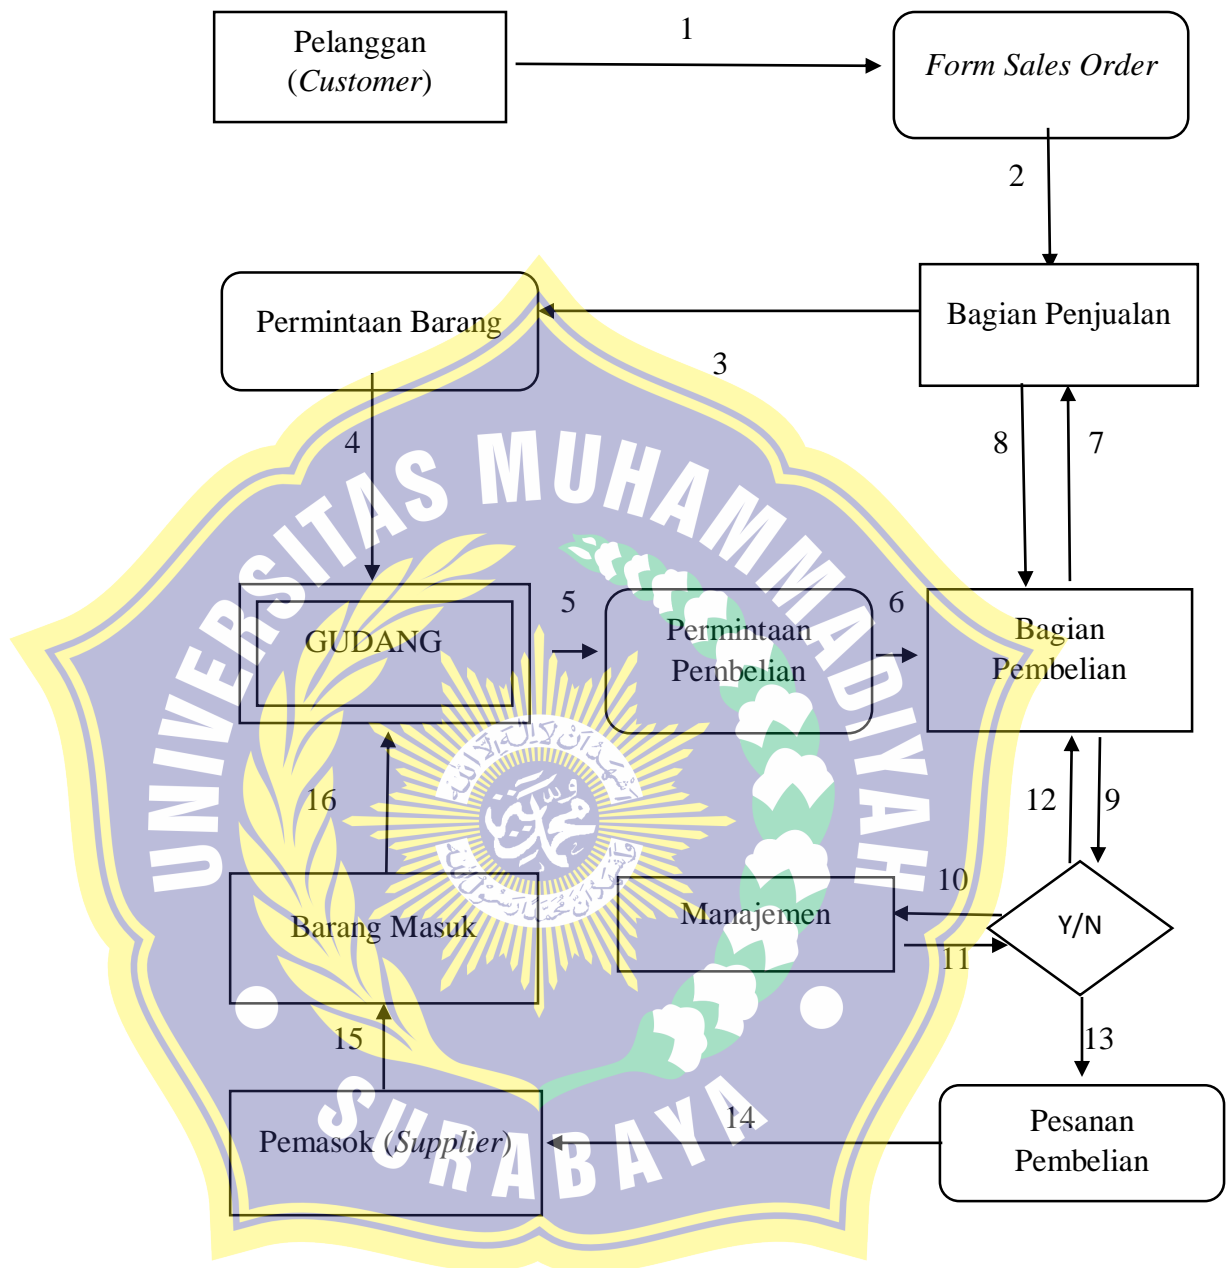 Pelanggan
(Customer)
1
Form Sales Order
2
Permintaan Barang
Bagian Penjualan
3
4
8
7
UNIVERSITAS MUHAMMADIYAH
GUDANG
5
Permintaan
Pembelian
6
Bagian
Pembelian
16
12
9
Barang Masuk
Manajemen
10
Y/N
11
15
13
Pemasok (Supplier)
14
Pesanan
Pembelian
SURABAYA